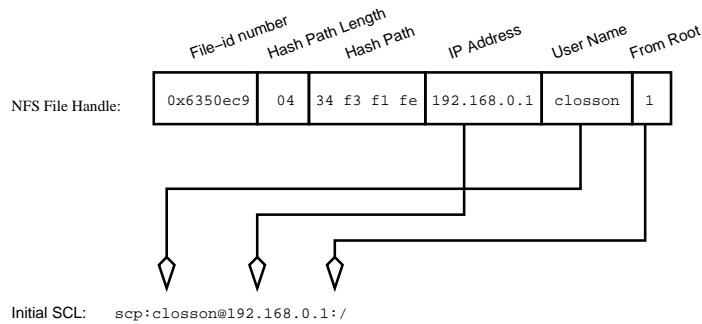 File–id number
Hash Path Length
Hash Path
IP Address
User Name
From Root
NFS File Handle: 0x6350ec9 04 34 f3 f1 fe 192.168.0.1 closson 1
Initial SCL: scp:closson@192.168.0.1:/